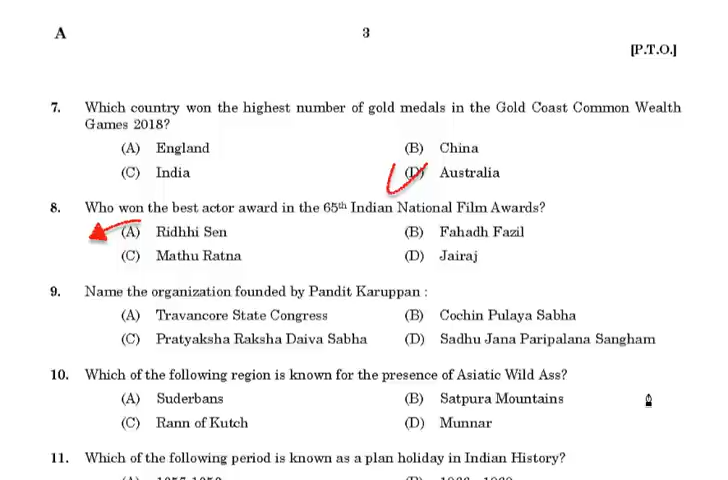 A
3
[P.T.O.]
7. Which country won the highest number of gold medals in the Gold Coast Common Wealth
Games 2018?
(A) England (B) China
(C) India (D) Australia
8. Who won the best actor award in the 65th Indian National Film Awards?
(A) Ridhhi Sen (B) Fahadh Fazil
(C) Mathu Ratna (D) Jairaj
9. Name the organization founded by Pandit Karuppan :
(A) Travancore State Congress (B) Cochin Pulaya Sabha
(C) Pratyaksha Raksha Daiva Sabha (D) Sadhu Jana Paripalana Sangham
10. Which of the following region is known for the presence of Asiatic Wild Ass?
(A) Suderbans (B) Satpura Mountains
(C) Rann of Kutch (D) Munnar
11. Which of the following period is known as a plan holiday in Indian History?